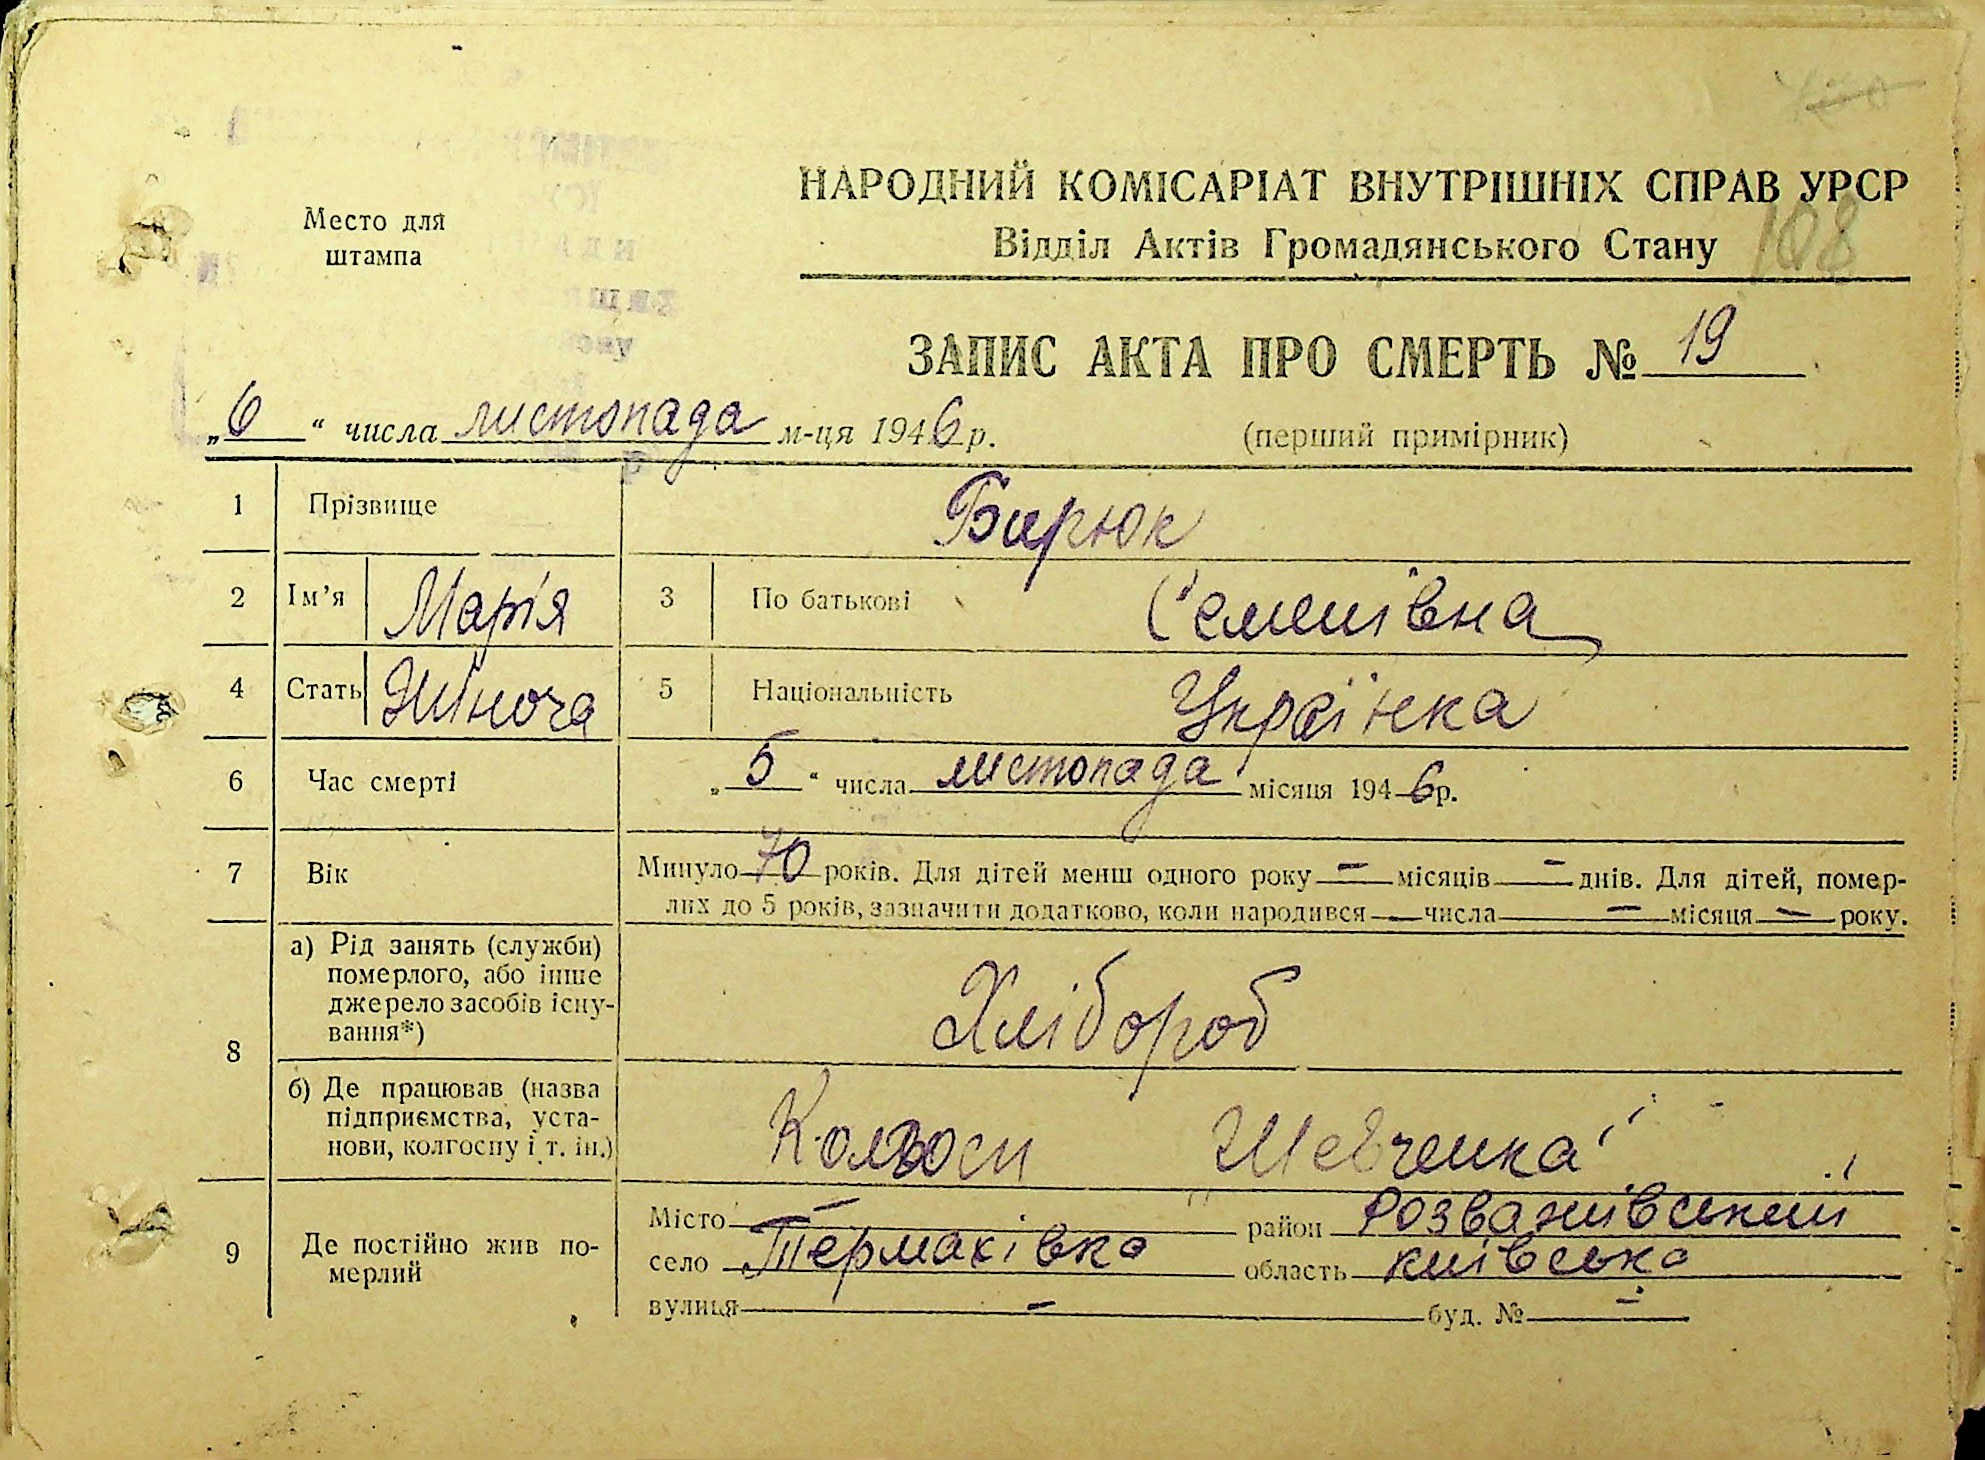 Место для
штампа
НАРОДНИЙ КОМІСАРІАТ ВНУТРІШНІХ СПРАВ УРСР
Відділ Актів Громадянського Стану
108
ЗАПИС АКТА ПРО СМЕРТЬ № 19
„6“ числа листопада м-ця 1946 р.
(перший примірник)
1 Прізвище Бирюк
2 Ім'я Марія 3 По батькові Семенівна
4 Стать Жіноча 5 Національність Українка
6 Час смерті „5“ числа листопада місяця 1946 р.
7 Вік Минуло 70 років. Для дітей менш одного року — місяців — днів. Для дітей, помер-
лих до 5 років, зазначити додатково, коли народився — числа — місяця — року.
8 а) Рід занять (служби)
померлого, або інше
джерело засобів існу-
вання*)
Хлібороб
б) Де працював (назва
підприємства, уста-
нови, колгоспу і т. ін.)
Шевченка"
9 Де постійно жив по-
мерлий
Місто — район Розважівський
село Термахівка область київська
вулиця — буд. № —